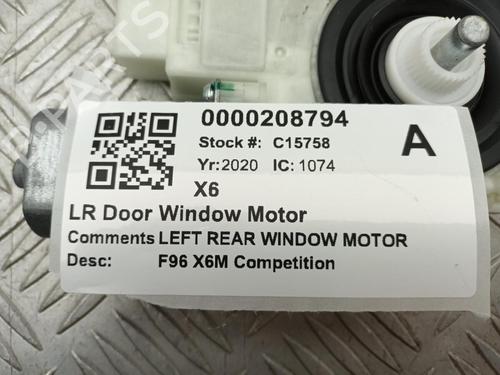 0000208794
A
Stock #: C15758
Yr: 2020 IC: 1074
X6
LR Door Window Motor
Comments LEFT REAR WINDOW MOTOR
Desc: F96 X6M Competition
B-PARTS